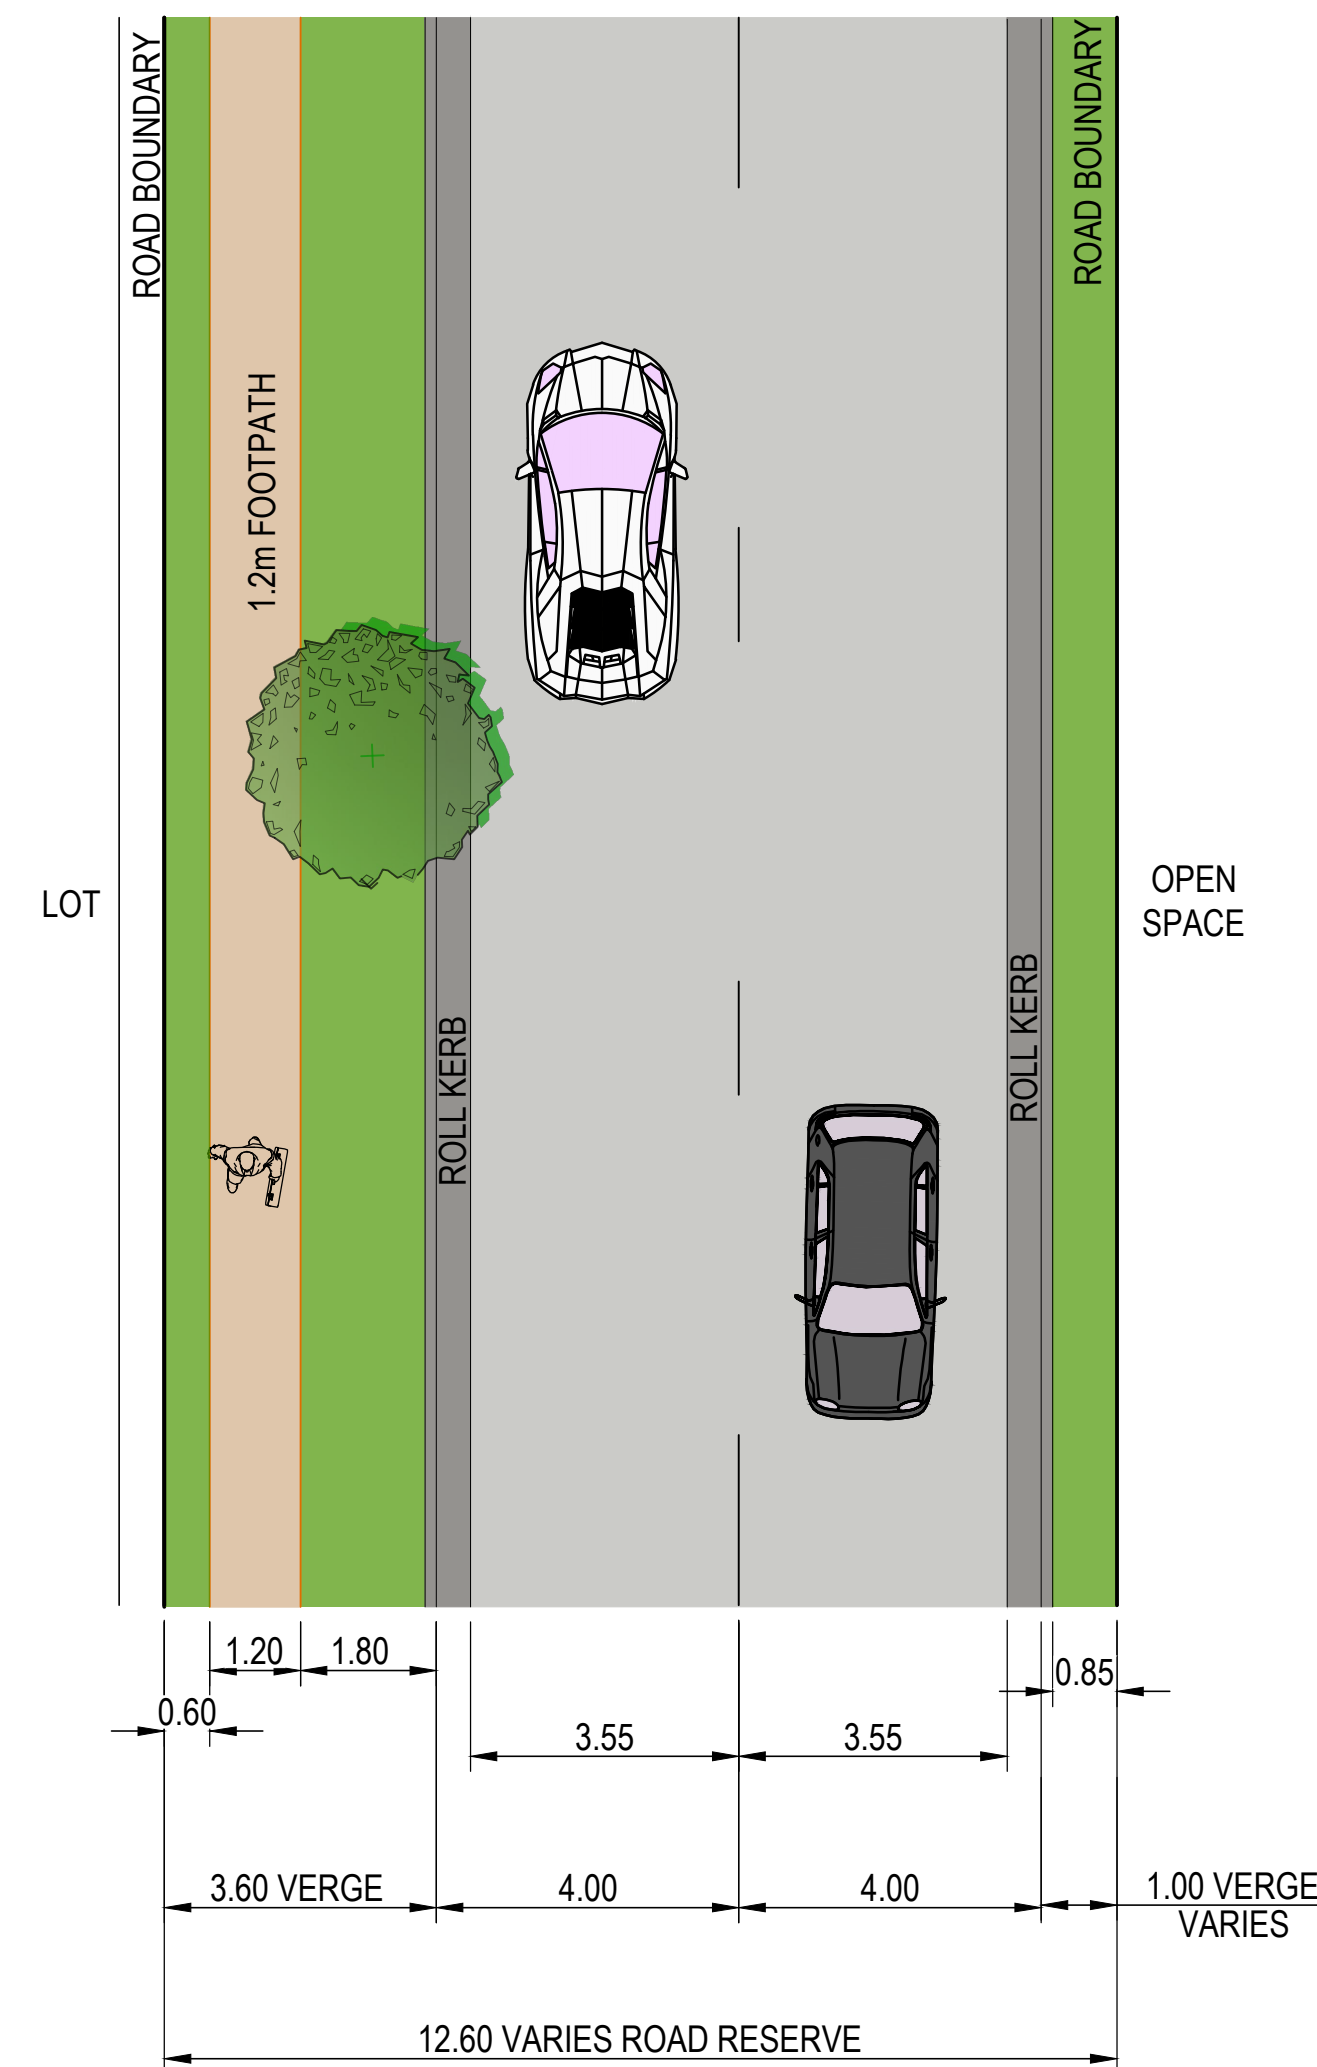 ROAD BOUNDARY
ROAD BOUNDARY
1.2m FOOTPATH
LOT
OPEN
SPACE
ROLL KERB
ROLL KERB
1.20
1.80
0.85
0.60
3.55
3.55
3.60 VERGE
4.00
4.00
1.00 VERGE
VARIES
12.60 VARIES ROAD RESERVE